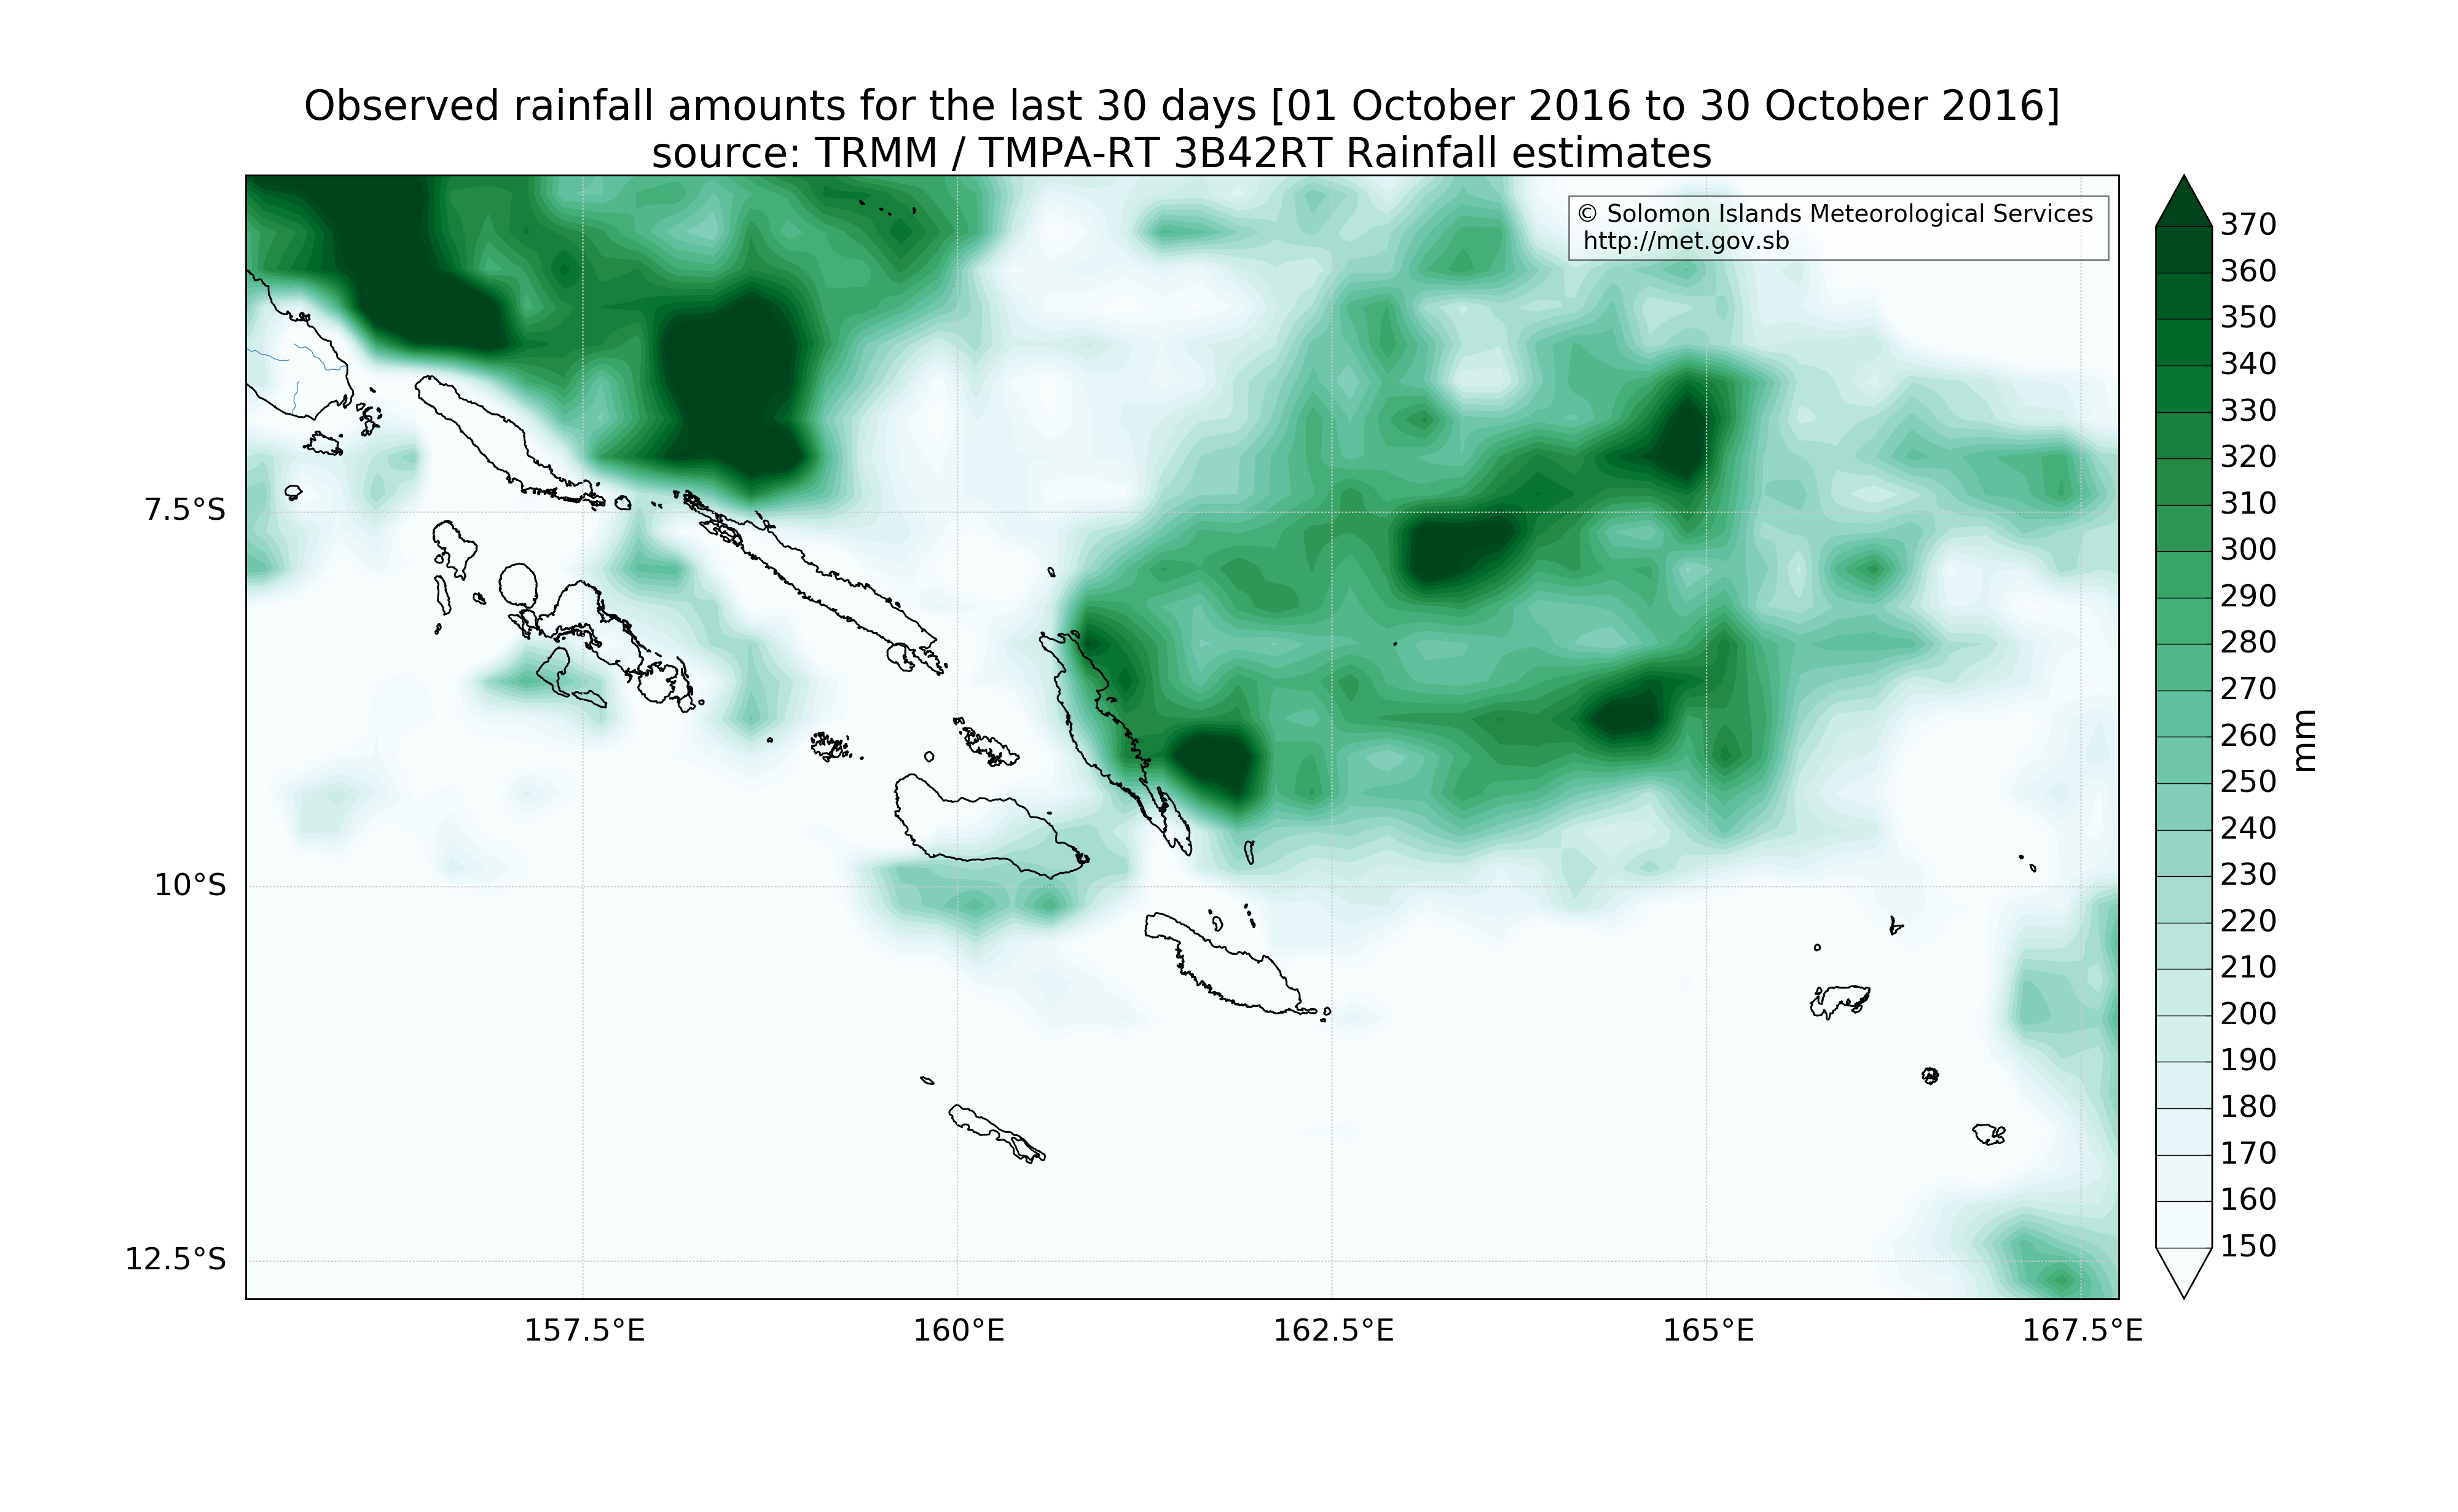 Observed rainfall amounts for the last 30 days [01 October 2016 to 30 October 2016]
source: TRMM / TMPA-RT 3B42RT Rainfall estimates
© Solomon Islands Meteorological Services
http://met.gov.sb
370
360
350
340
330
320
310
300
290
280
270
260
250
240
230
220
210
200
190
180
170
160
150
mm
7.5°S
10°S
12.5°S
157.5°E
160°E
162.5°E
165°E
167.5°E